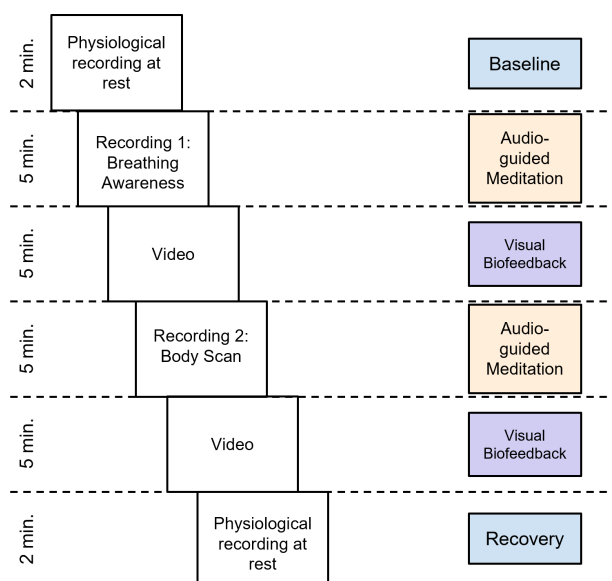 2 min.
Physiological
recording at
rest
Baseline
5 min.
Recording 1:
Breathing
Awareness
Audio-
guided
Meditation
5 min.
Video
Visual
Biofeedback
5 min.
Recording 2:
Body Scan
Audio-
guided
Meditation
5 min.
Video
Visual
Biofeedback
2 min.
Physiological
recording at
rest
Recovery